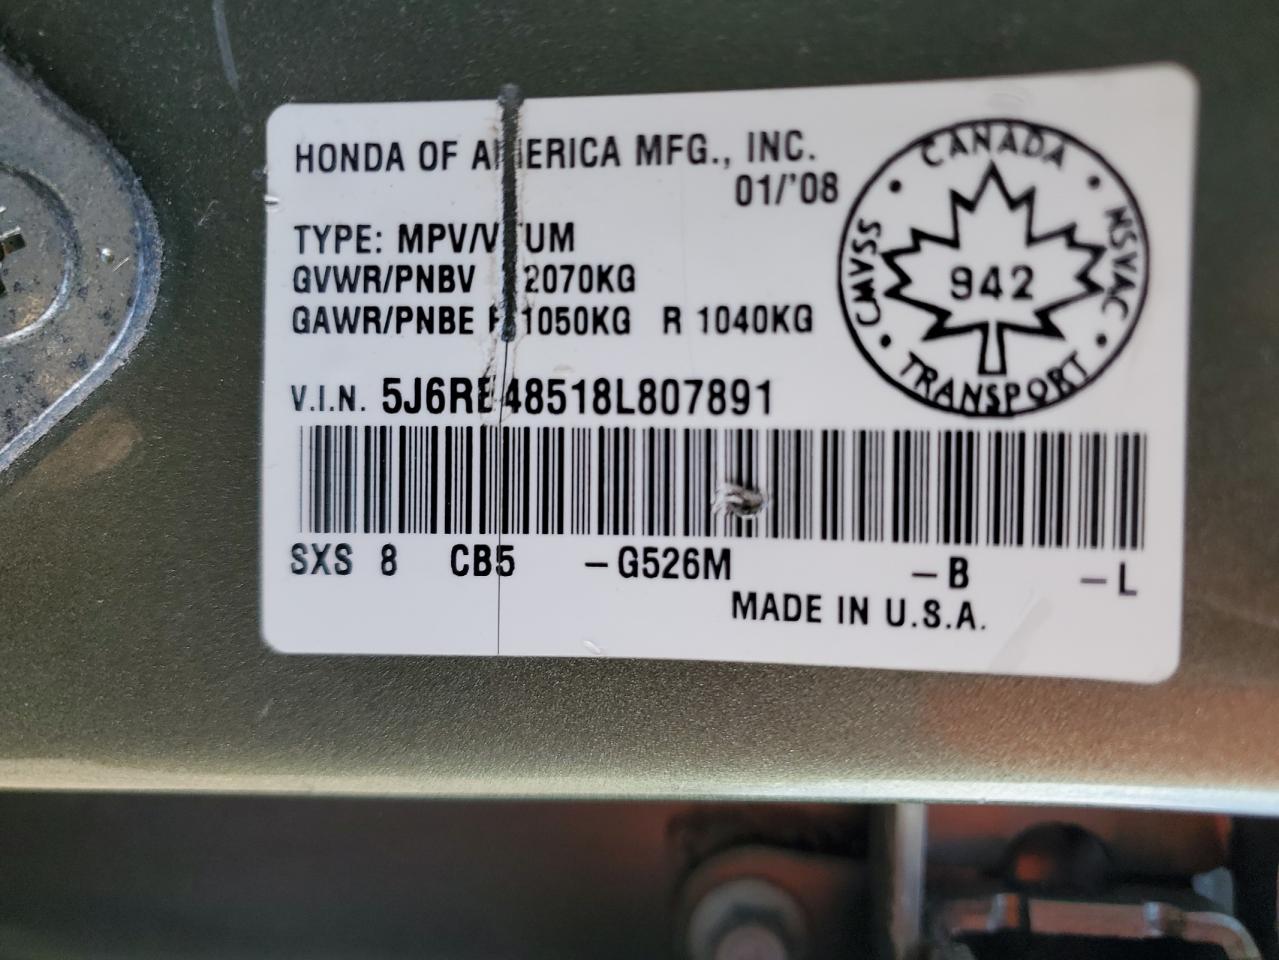 HONDA OF AMERICA MFG., INC.
01/'08
TYPE: MPV/VTUM
GVWR/PNBV 2070KG
GAWR/PNBE F 1050KG R 1040KG
V.I.N. 5J6RE48518L807891
SXS 8 CB5 -G526M -B -L
MADE IN U.S.A.
CANADA
CMVSS
942
NSVAC
TRANSPORT